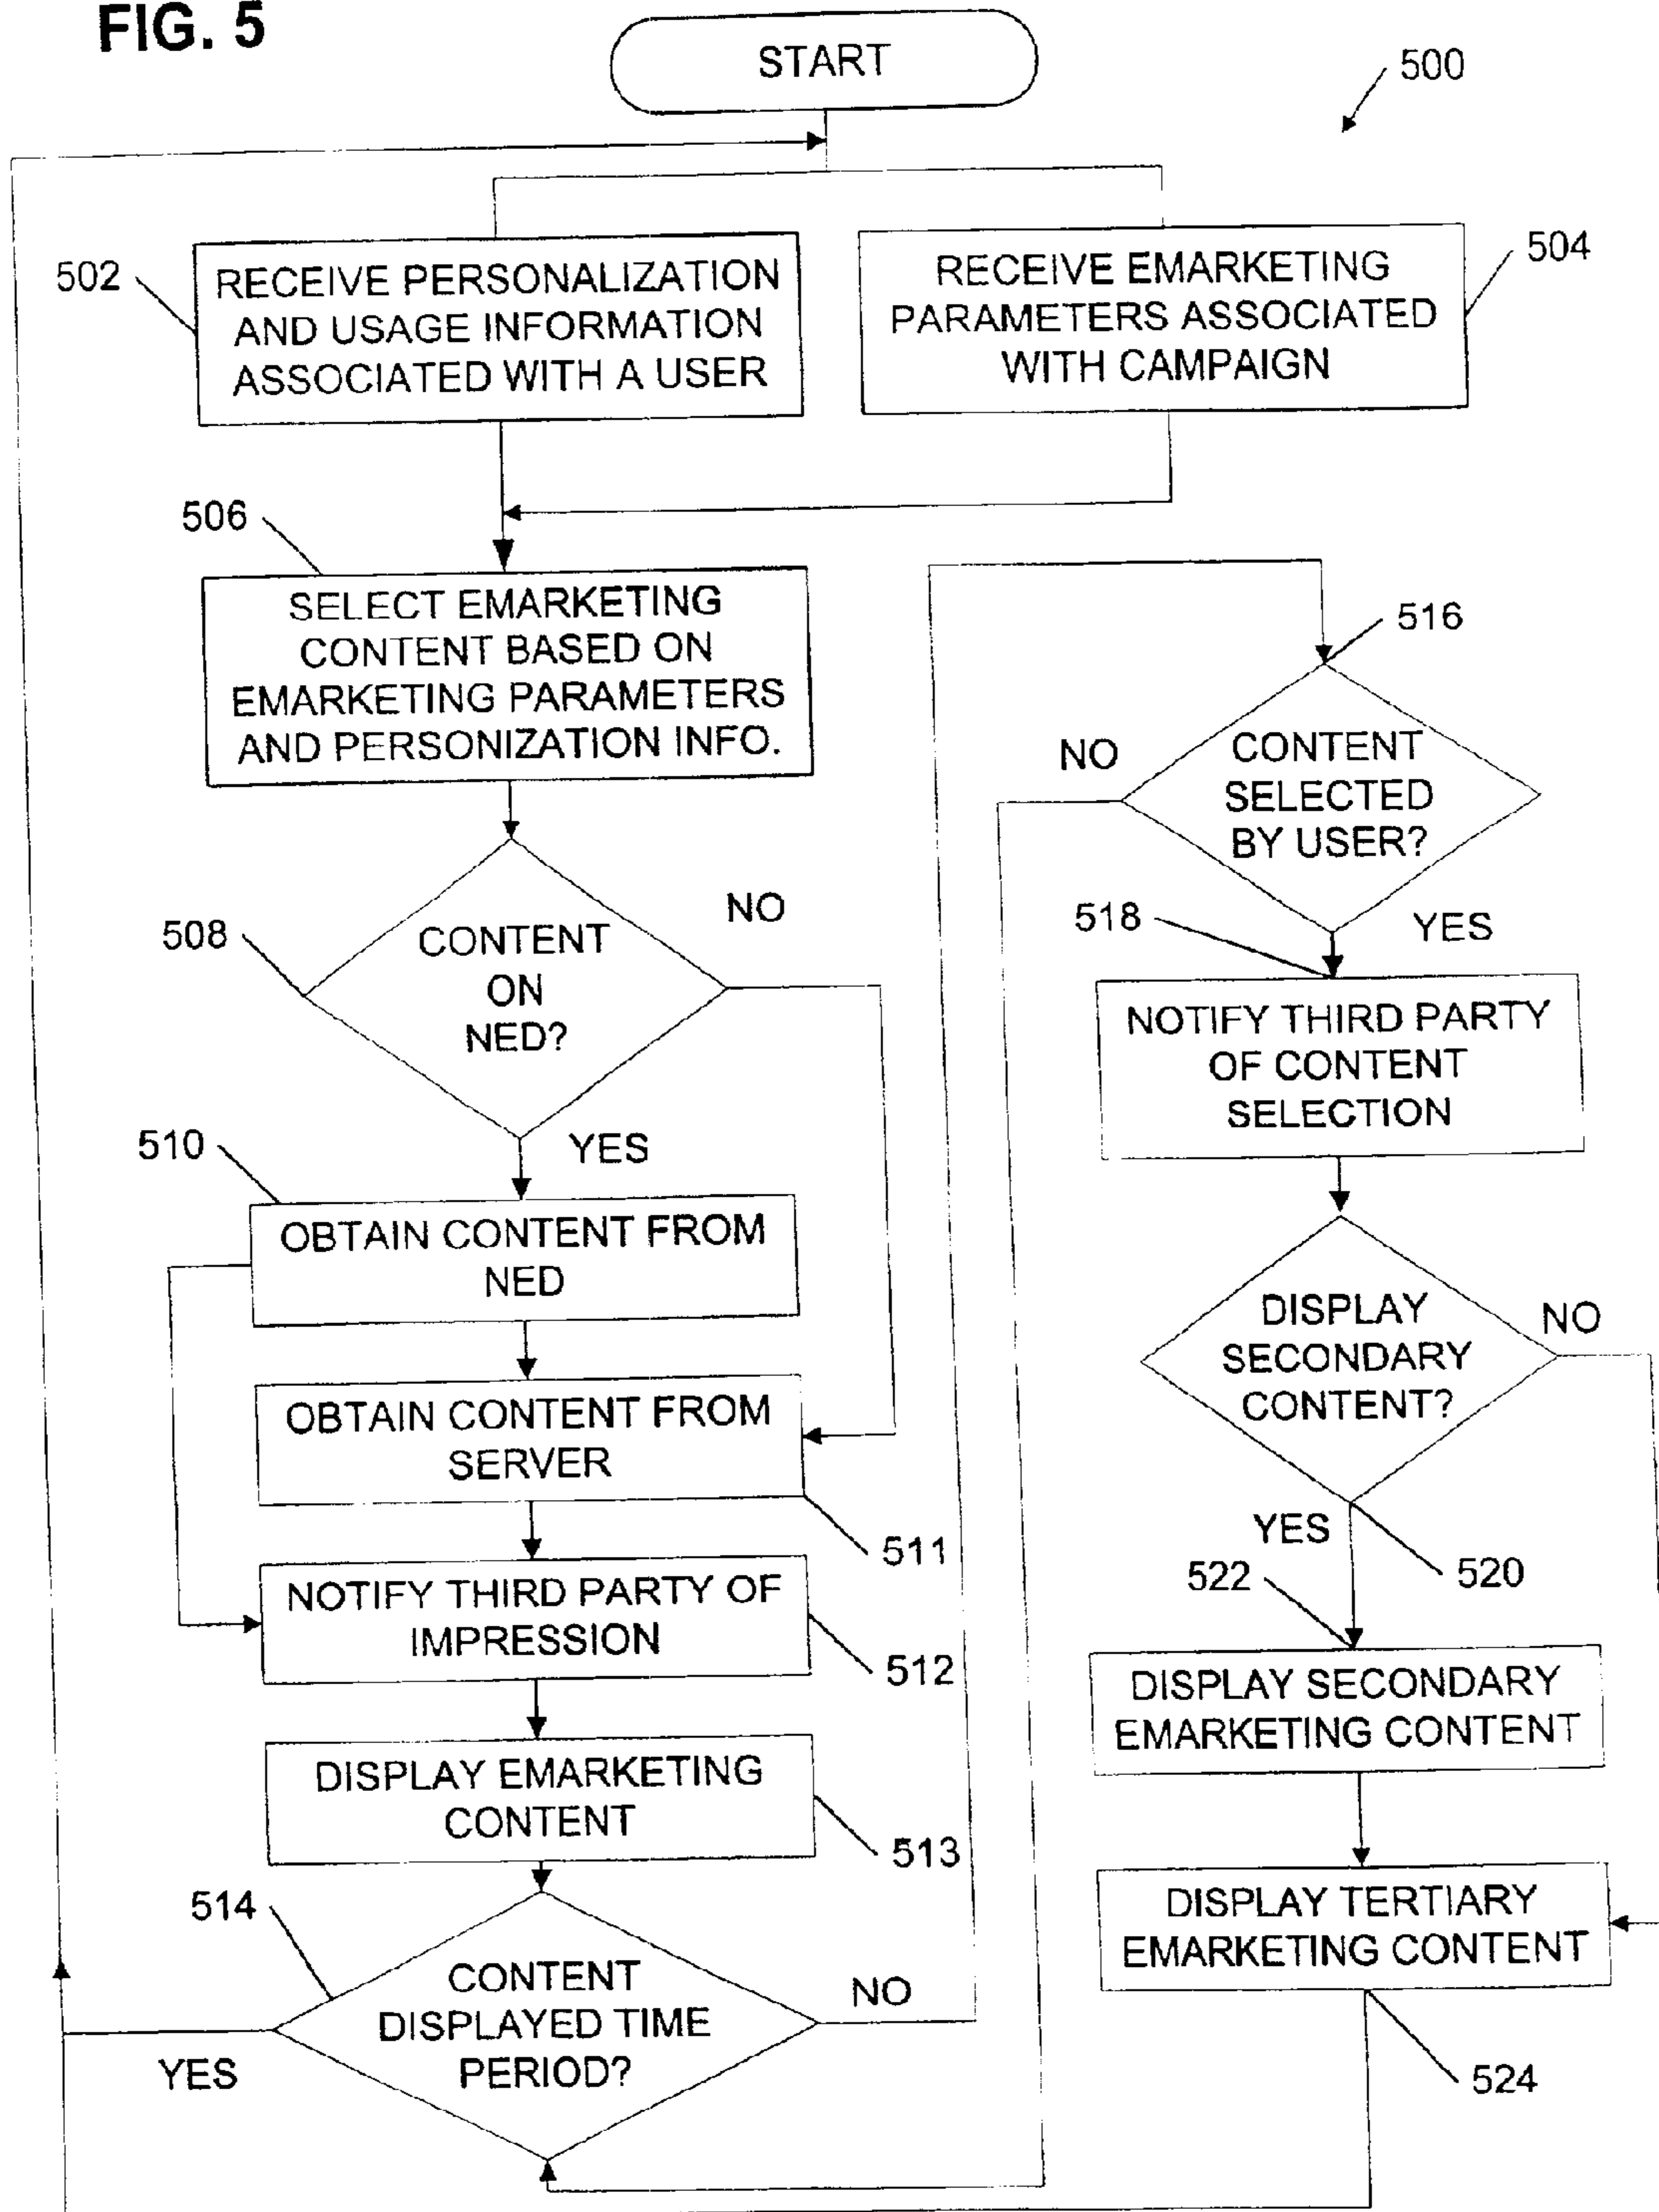 FIG. 5
START
500
502
RECEIVE PERSONALIZATION
AND USAGE INFORMATION
ASSOCIATED WITH A USER
RECEIVE EMARKETING
PARAMETERS ASSOCIATED
WITH CAMPAIGN
504
506
SELECT EMARKETING
CONTENT BASED ON
EMARKETING PARAMETERS
AND PERSONIZATION INFO.
508
CONTENT
ON
NED?
NO
YES
510
OBTAIN CONTENT FROM
NED
OBTAIN CONTENT FROM
SERVER
511
NOTIFY THIRD PARTY OF
IMPRESSION
512
DISPLAY EMARKETING
CONTENT
513
514
CONTENT
DISPLAYED TIME
PERIOD?
NO
YES
516
NO
CONTENT
SELECTED
BY USER?
518
YES
NOTIFY THIRD PARTY
OF CONTENT
SELECTION
DISPLAY
SECONDARY
CONTENT?
NO
YES
520
522
DISPLAY SECONDARY
EMARKETING CONTENT
DISPLAY TERTIARY
EMARKETING CONTENT
524